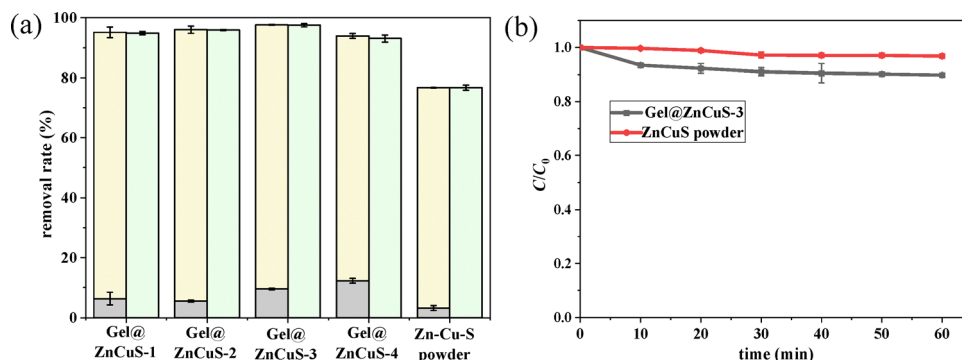 (a)
removal rate (%)
100
80
60
40
20
0
Gel@
ZnCuS-1
Gel@
ZnCuS-2
Gel@
ZnCuS-3
Gel@
ZnCuS-4
Zn-Cu-S
powder
(b)
C/C0
1.0
0.8
0.6
0.4
0.2
0.0
Gel@ZnCuS-3
ZnCuS powder
0 10 20 30 40 50 60
time (min)